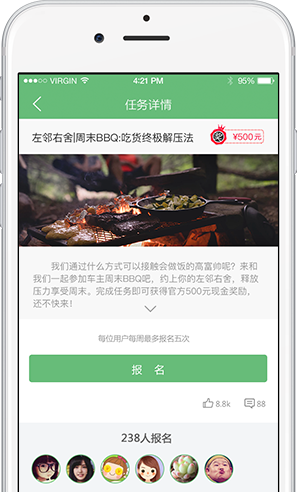 VIRGIN 4:21 PM 95%
任务详情
左邻右舍|周末BBQ:吃货终极解压法 ¥500元
我们通过什么方式可以接触会做饭的高富帅呢？来和
我们一起参加车主周末BBQ吧，约上你的左邻右舍，释放
压力享受周末。完成任务即可获得官方500元现金奖励，
还不快来！
每位用户每周最多报名五次
报 名
8.8k 88
238人报名